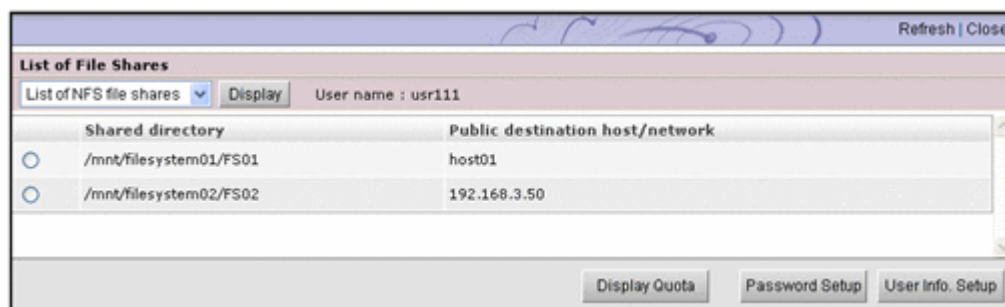 Refresh | Close
List of File Shares
List of NFS file shares Display User name : usr111
Shared directory Public destination host/network
/mnt/filesystem01/FS01 host01
/mnt/filesystem02/FS02 192.168.3.50
Display Quota Password Setup User Info. Setup